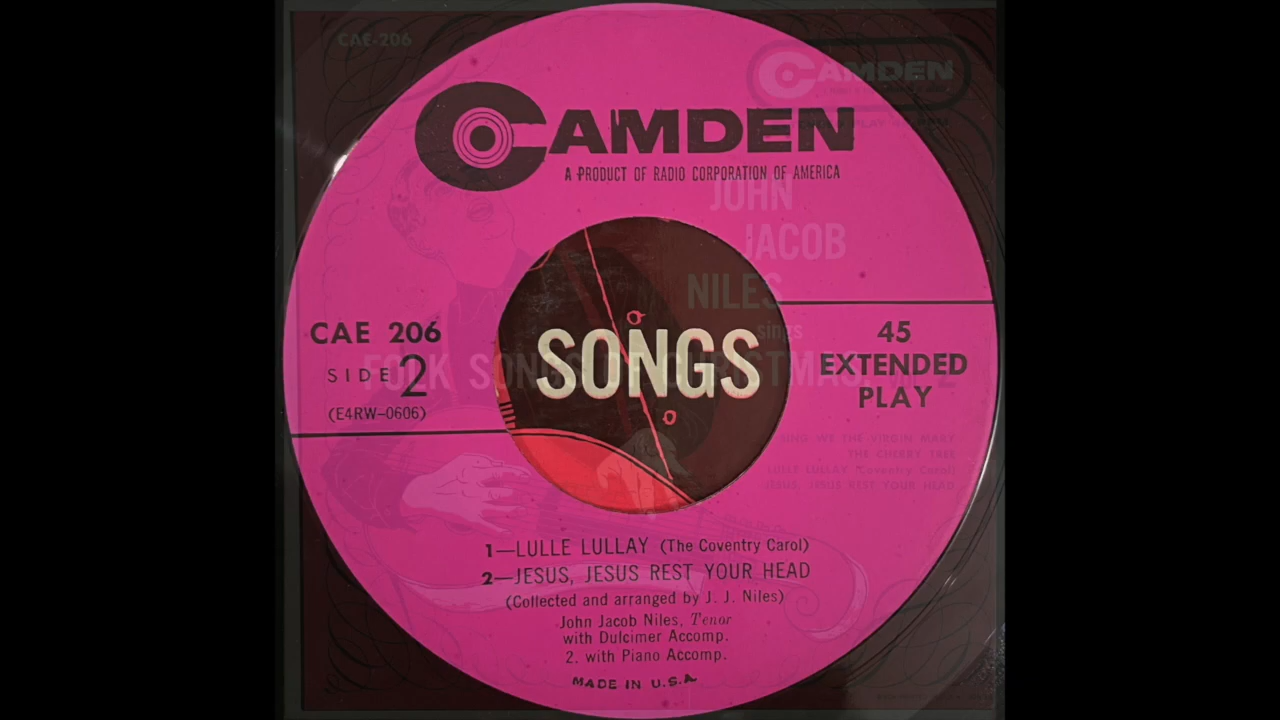 CAE-206
CAMDEN
CAMDEN
A PRODUCT OF RADIO CORPORATION OF AMERICA
JOHN
JACOB
NILES
sings
FOLK SONGS OF CHRISTMAS,
SONGS
CAE 206
SIDE 2
(E4RW-0606)
45
EXTENDED
PLAY
SING WE THE VIRGIN MARY
THE CHERRY TREE
LULLE LULLAY (Coventry Carol)
JESUS, JESUS REST YOUR HEAD
1—LULLE LULLAY (The Coventry Carol)
2—JESUS, JESUS REST YOUR HEAD
(Collected and arranged by J. J. Niles)
John Jacob Niles, Tenor
with Dulcimer Accomp.
2. with Piano Accomp.
MADE IN U.S.A.